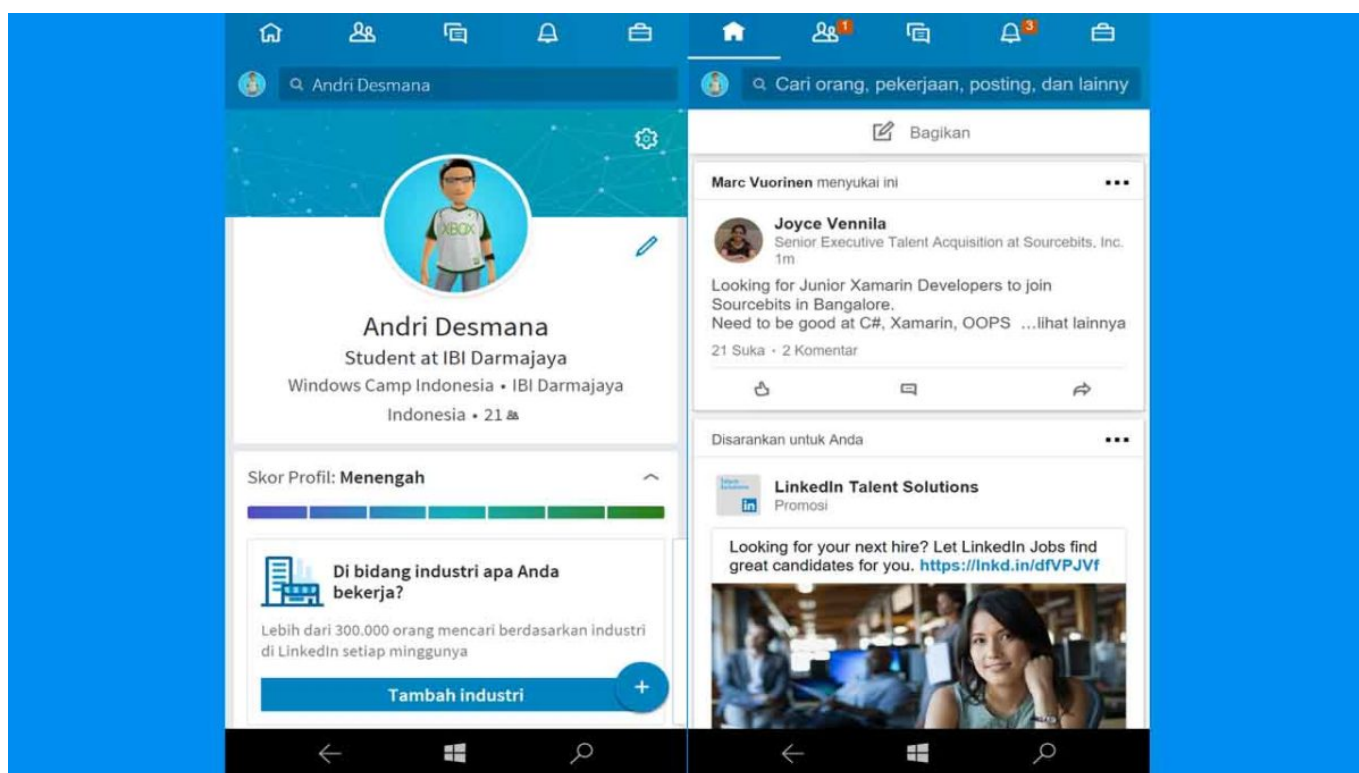 Andri Desmana
XBOX
Andri Desmana
Student at IBI Darmajaya
Windows Camp Indonesia • IBI Darmajaya
Indonesia • 21
Skor Profil: Menengah
Di bidang industri apa Anda
bekerja?
Lebih dari 300.000 orang mencari berdasarkan industri
di LinkedIn setiap minggunya
Tambah industri
+
1
3
Cari orang, pekerjaan, posting, dan lainny
Bagikan
Marc Vuorinen menyukai ini
Joyce Vennila
Senior Executive Talent Acquisition at Sourcebits, Inc.
1m
Looking for Junior Xamarin Developers to join
Sourcebits in Bangalore.
Need to be good at C#, Xamarin, OOPS ...lihat lainnya
21 Suka • 2 Komentar
Disarankan untuk Anda
in
LinkedIn Talent Solutions
Promosi
Looking for your next hire? Let LinkedIn Jobs find
great candidates for you. https://lnkd.in/dfVPJVf